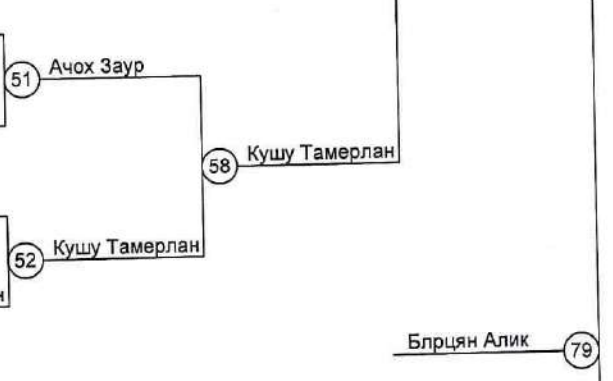 51 Ачох Заур
58 Кушу Тамерлан
52 Кушу Тамерлан
Блрцян Алик 79